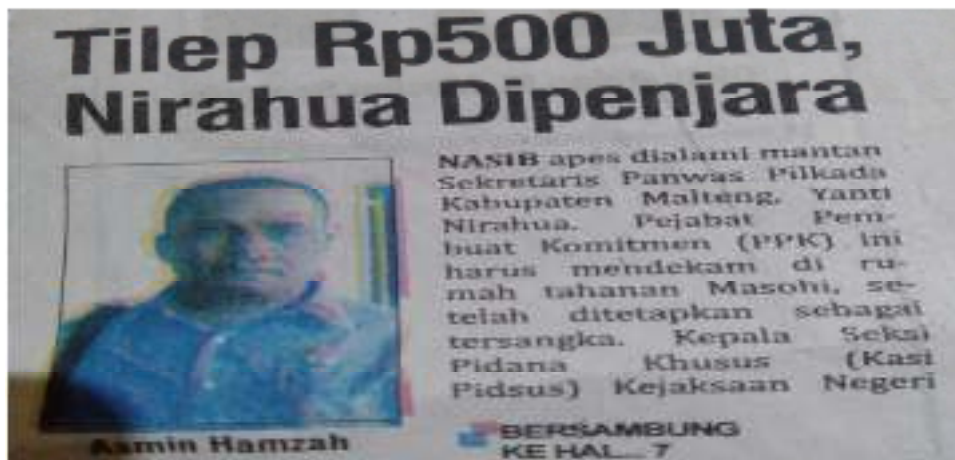 Tilep Rp500 Juta,
Nirahua Dipenjara
NASIB apes dialami mantan
Sekretaris Panwas Pilkada
Kabupaten Malteng, Yanti
Nirahua. Pejabat Pem-
buat Komitmen (PPK) ini
harus mendekam di ru-
mah tahanan Masohi, se-
telah ditetapkan sebagai
tersangka. Kepala Seksi
Pidana Khusus (Kasi
Pidsus) Kejaksaan Negeri
BERSAMBUNG
KE HAL... 7
Asmin Hamzah